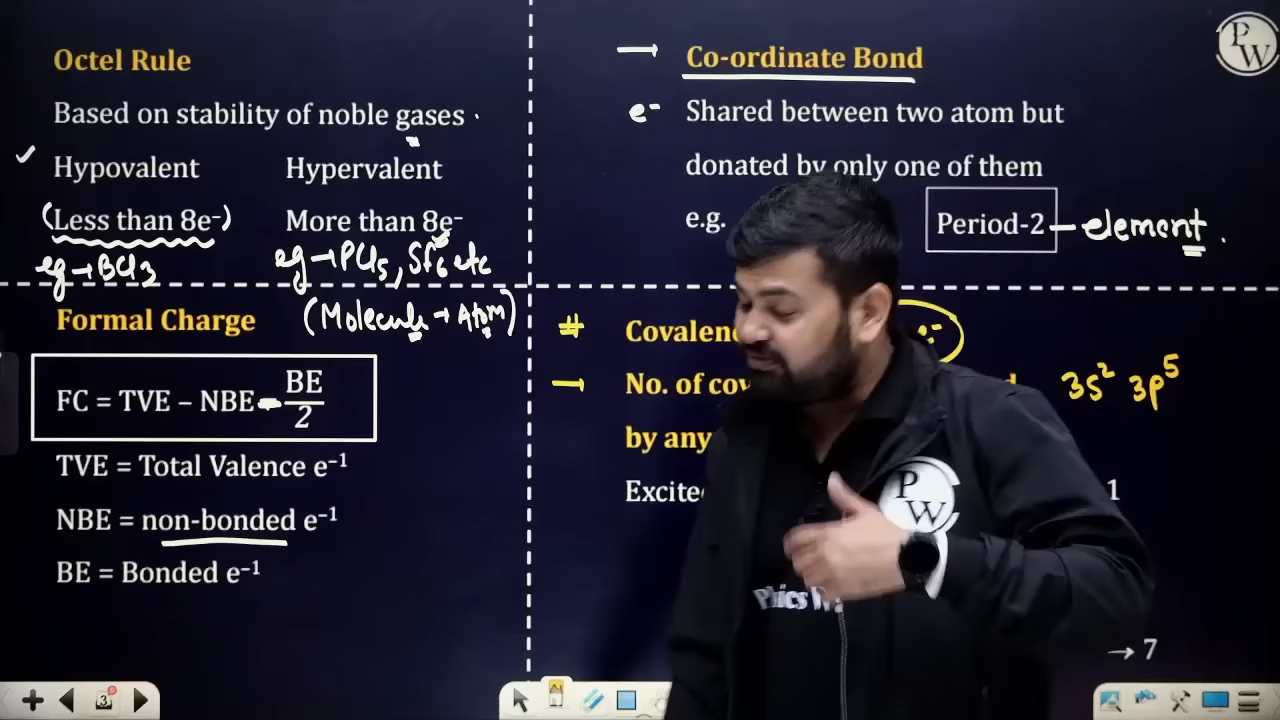 Octel Rule
Based on stability of noble gases
Hypovalent Hypervalent
(Less than 8e⁻) More than 8e⁻
eg→BCl₃ eg→PCl₅, SF₆ etc
Formal Charge (Molecule → Atom)
FC = TVE – NBE - BE/2
TVE = Total Valence e⁻¹
NBE = non-bonded e⁻¹
BE = Bonded e⁻¹
→ Co-ordinate Bond
e⁻ Shared between two atom but
donated by only one of them
e.g. Period-2 – element.
#
→ No. of
by any 3s² 3p⁵
1
→ 7
PW
PW